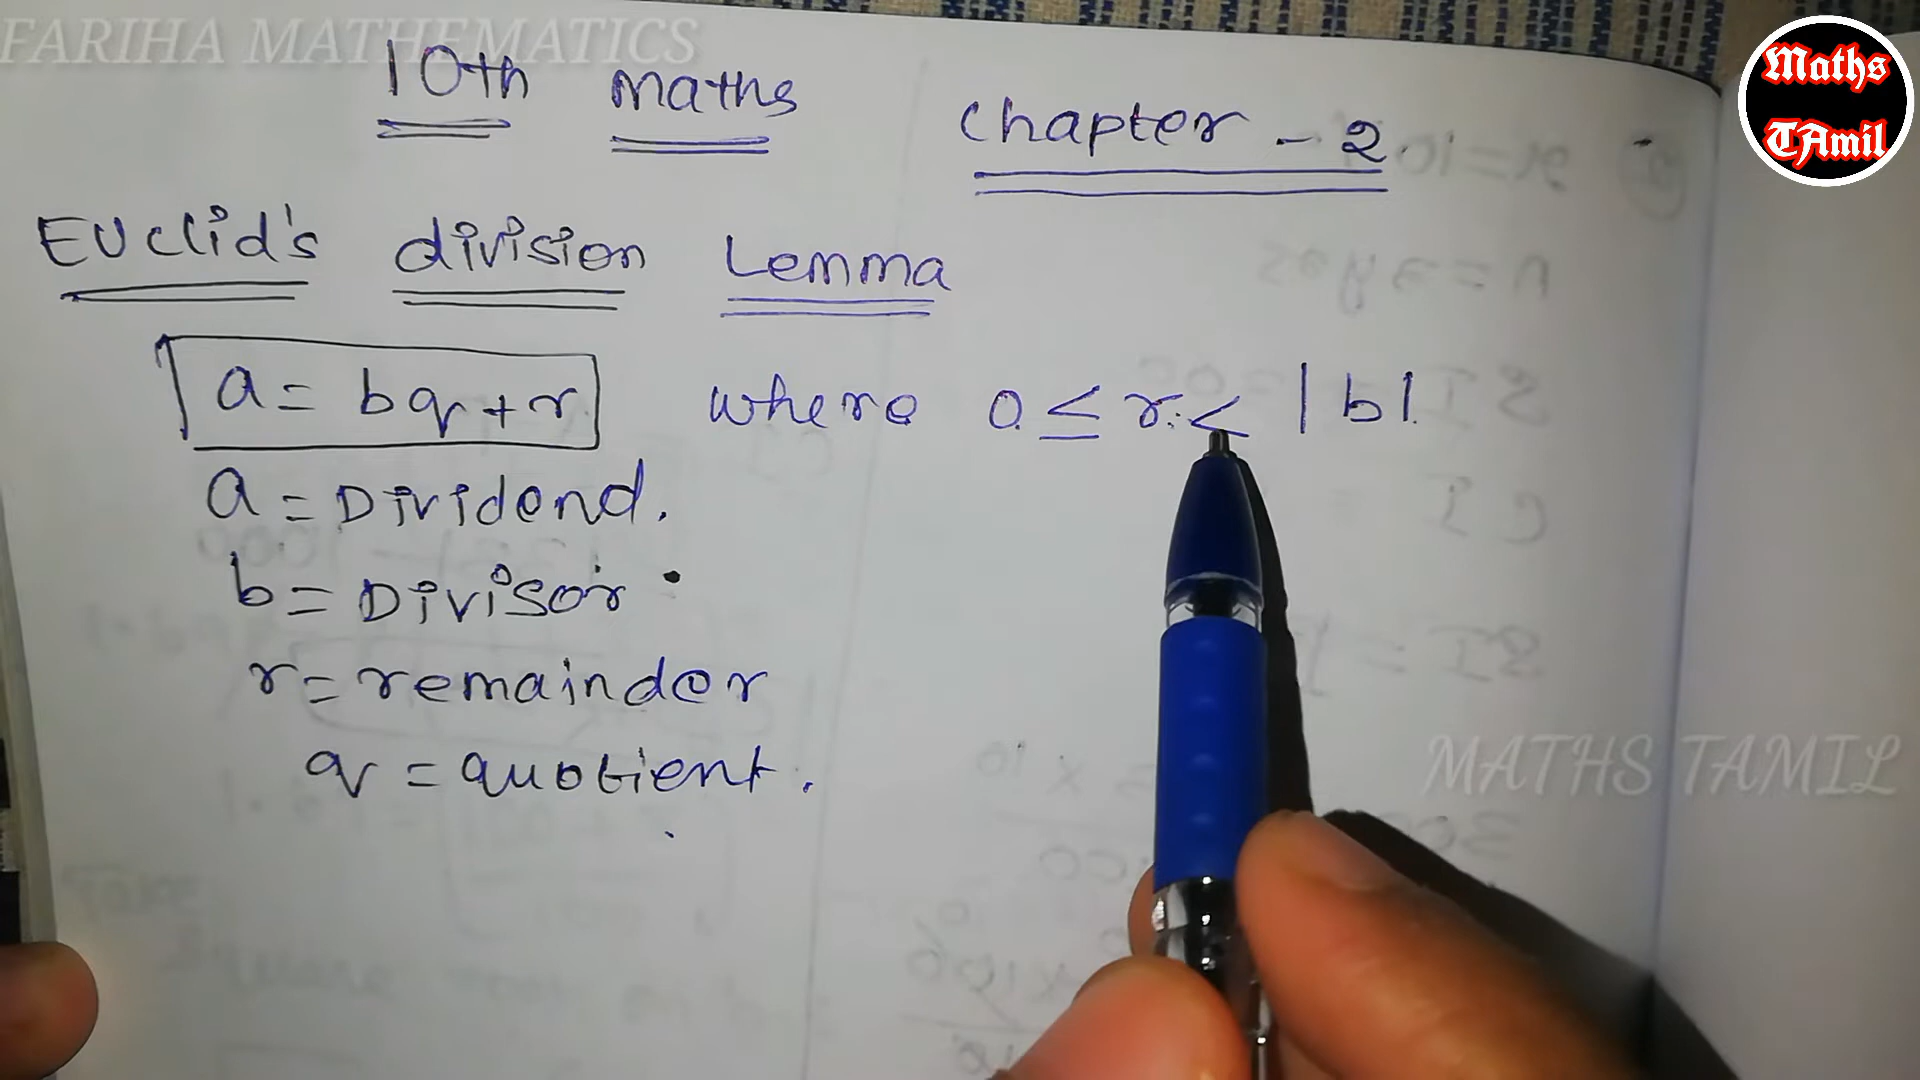 FARIHA MATHEMATICS
Maths
TAmil
10th maths
chapter - 2
Euclid's division Lemma
a = bq + r where 0 ≤ r < |b|.
a = Dividend.
b = Divisor
r = remainder
q = quotient.
MATHS TAMIL